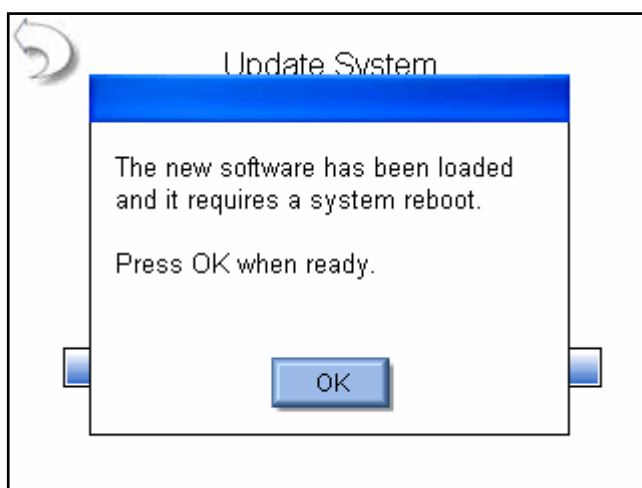 Update System
The new software has been loaded
and it requires a system reboot.
Press OK when ready.
OK